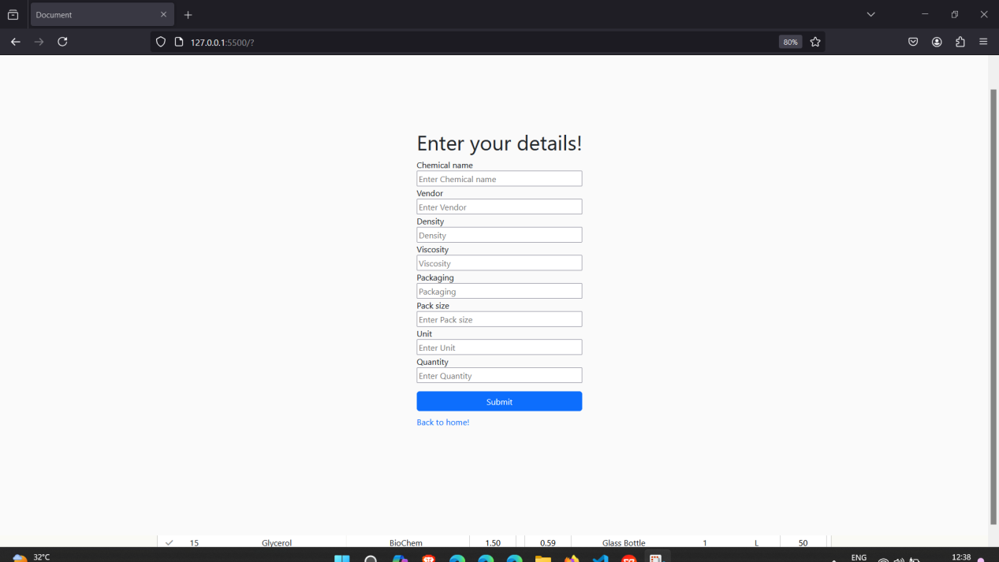 Document
127.0.0.1:5500/?
80%
Enter your details!
Chemical name
Enter Chemical name
Vendor
Enter Vendor
Density
Density
Viscosity
Viscosity
Packaging
Packaging
Pack size
Enter Pack size
Unit
Enter Unit
Quantity
Enter Quantity
Submit
Back to home!
15 Glycerol BioChem 1.50 0.59 Glass Bottle 1 L 50
32°C
ENG
12:38